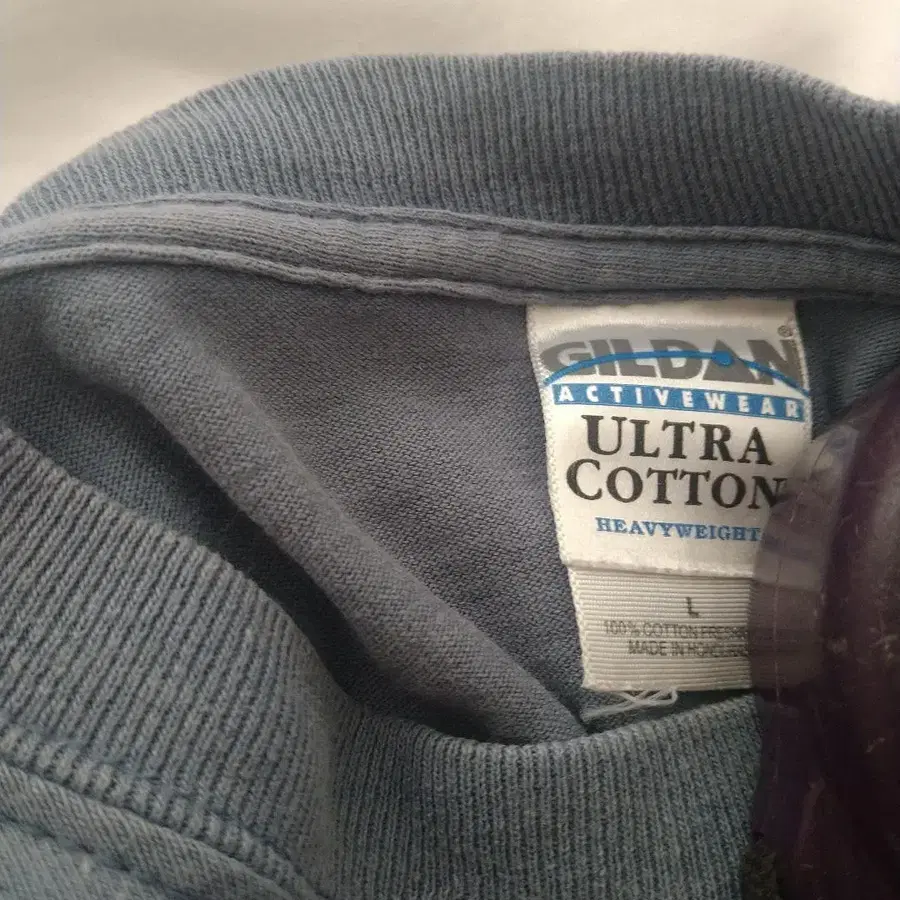 GILDAN®
ACTIVEWEAR
ULTRA
COTTON
HEAVYWEIGHT
L
100% COTTON
MADE IN